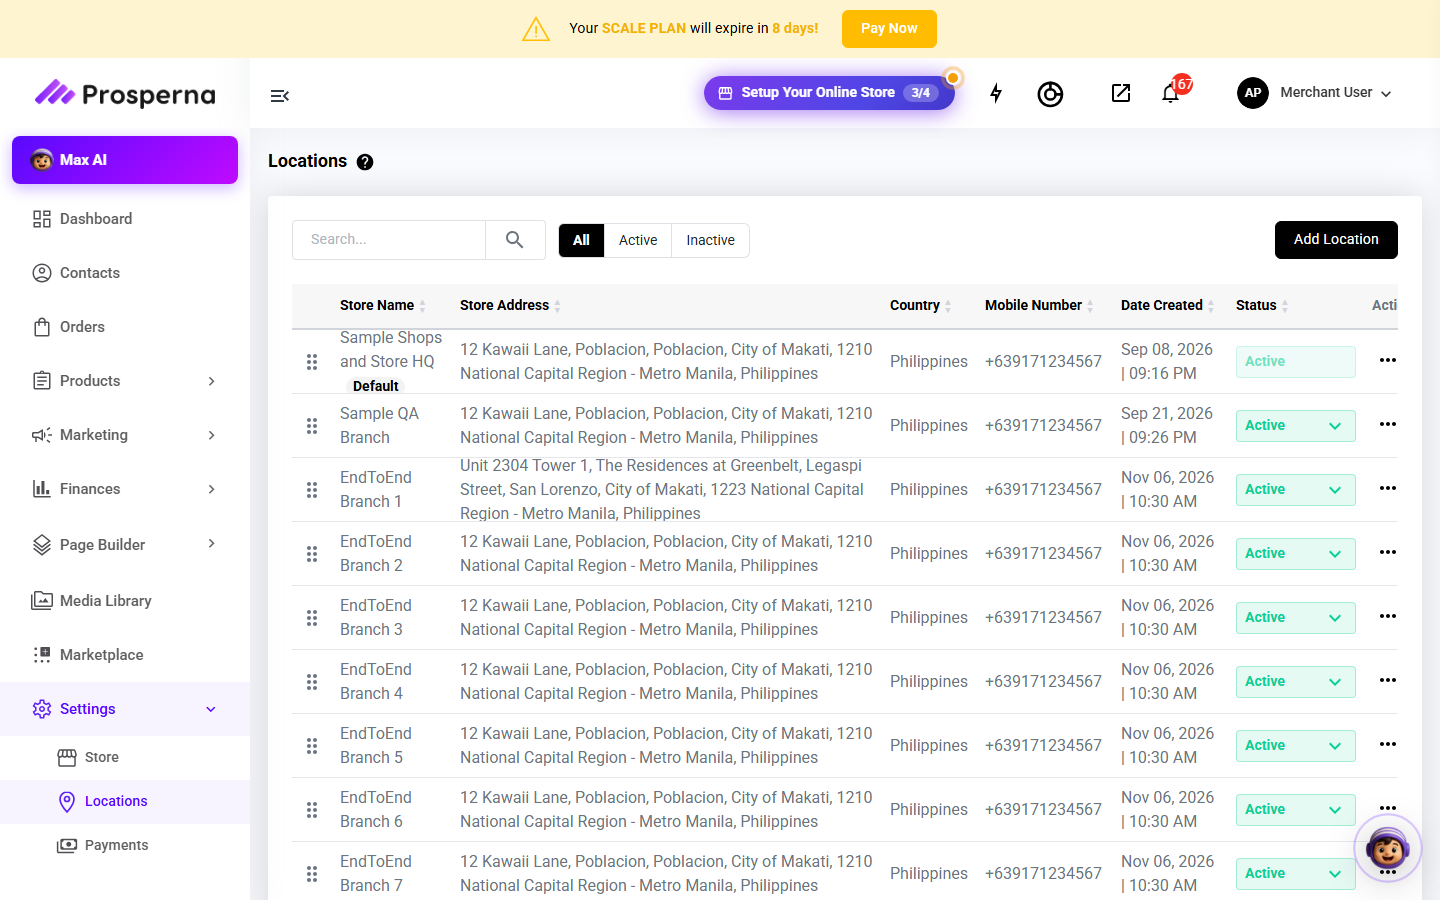 Your SCALE PLAN will expire in 8 days!
Pay Now
Prosperna
Setup Your Online Store 3/4
167
AP
Merchant User
Max AI
Dashboard
Contacts
Orders
Products
Marketing
Finances
Page Builder
Media Library
Marketplace
Settings
Store
Locations
Payments
Locations ?
Search...
All
Active
Inactive
Add Location
Store Name Store Address Country Mobile Number Date Created Status Acti
Sample Shops
and Store HQ
Default
12 Kawaii Lane, Poblacion, Poblacion, City of Makati, 1210
National Capital Region - Metro Manila, Philippines
Philippines
+639171234567
Sep 08, 2026
| 09:16 PM
Active
Sample QA
Branch
12 Kawaii Lane, Poblacion, Poblacion, City of Makati, 1210
National Capital Region - Metro Manila, Philippines
Philippines
+639171234567
Sep 21, 2026
| 09:26 PM
Active
EndToEnd
Branch 1
Unit 2304 Tower 1, The Residences at Greenbelt, Legaspi
Street, San Lorenzo, City of Makati, 1223 National Capital
Region - Metro Manila, Philippines
Philippines
+639171234567
Nov 06, 2026
| 10:30 AM
Active
EndToEnd
Branch 2
12 Kawaii Lane, Poblacion, Poblacion, City of Makati, 1210
National Capital Region - Metro Manila, Philippines
Philippines
+639171234567
Nov 06, 2026
| 10:30 AM
Active
EndToEnd
Branch 3
12 Kawaii Lane, Poblacion, Poblacion, City of Makati, 1210
National Capital Region - Metro Manila, Philippines
Philippines
+639171234567
Nov 06, 2026
| 10:30 AM
Active
EndToEnd
Branch 4
12 Kawaii Lane, Poblacion, Poblacion, City of Makati, 1210
National Capital Region - Metro Manila, Philippines
Philippines
+639171234567
Nov 06, 2026
| 10:30 AM
Active
EndToEnd
Branch 5
12 Kawaii Lane, Poblacion, Poblacion, City of Makati, 1210
National Capital Region - Metro Manila, Philippines
Philippines
+639171234567
Nov 06, 2026
| 10:30 AM
Active
EndToEnd
Branch 6
12 Kawaii Lane, Poblacion, Poblacion, City of Makati, 1210
National Capital Region - Metro Manila, Philippines
Philippines
+639171234567
Nov 06, 2026
| 10:30 AM
Active
EndToEnd
Branch 7
12 Kawaii Lane, Poblacion, Poblacion, City of Makati, 1210
National Capital Region - Metro Manila, Philippines
Philippines
+639171234567
Nov 06, 2026
| 10:30 AM
Active